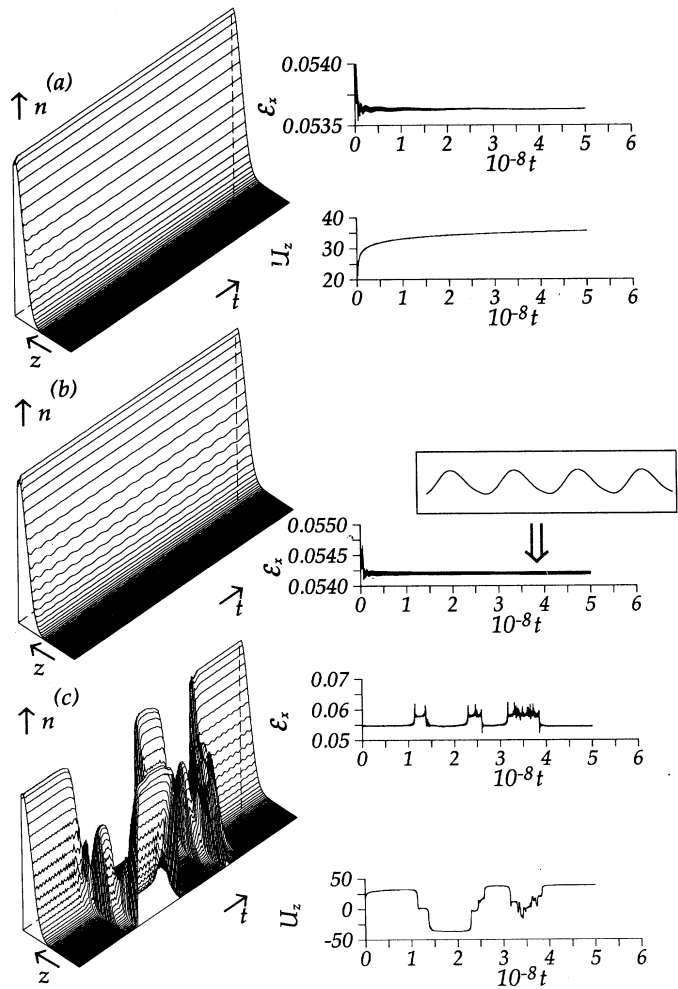 (a)
↑ n
z
t
0.0540
ℰx
0.0535
0 1 2 3 4 5 6
10⁻⁸t
40
Uz
30
20
0 1 2 3 4 5 6
10⁻⁸t
(b)
↑ n
z
t
0.0550
ℰx
0.0545
0.0540
0 1 2 3 4 5 6
10⁻⁸t
(c)
↑ n
z
t
0.07
ℰx
0.06
0.05
0 1 2 3 4 5 6
10⁻⁸t
50
Uz
0
-50
0 1 2 3 4 5 6
10⁻⁸t